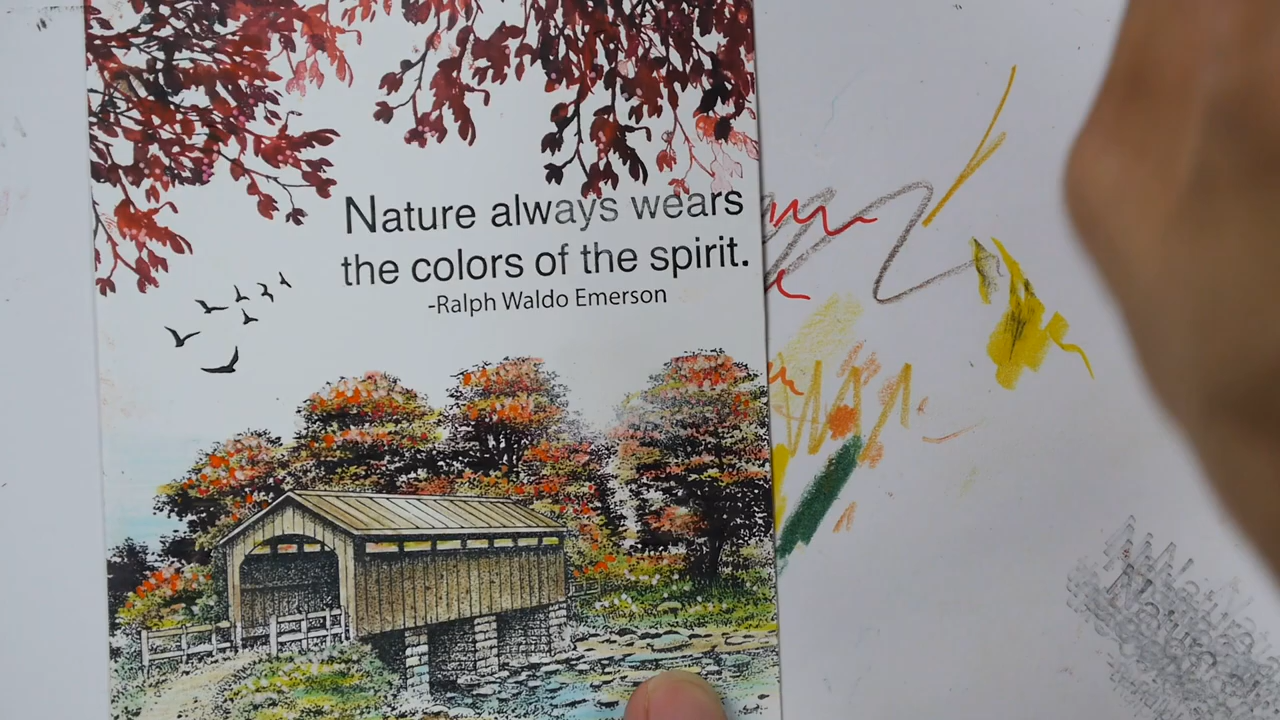 Nature always wears
the colors of the spirit.
-Ralph Waldo Emerson